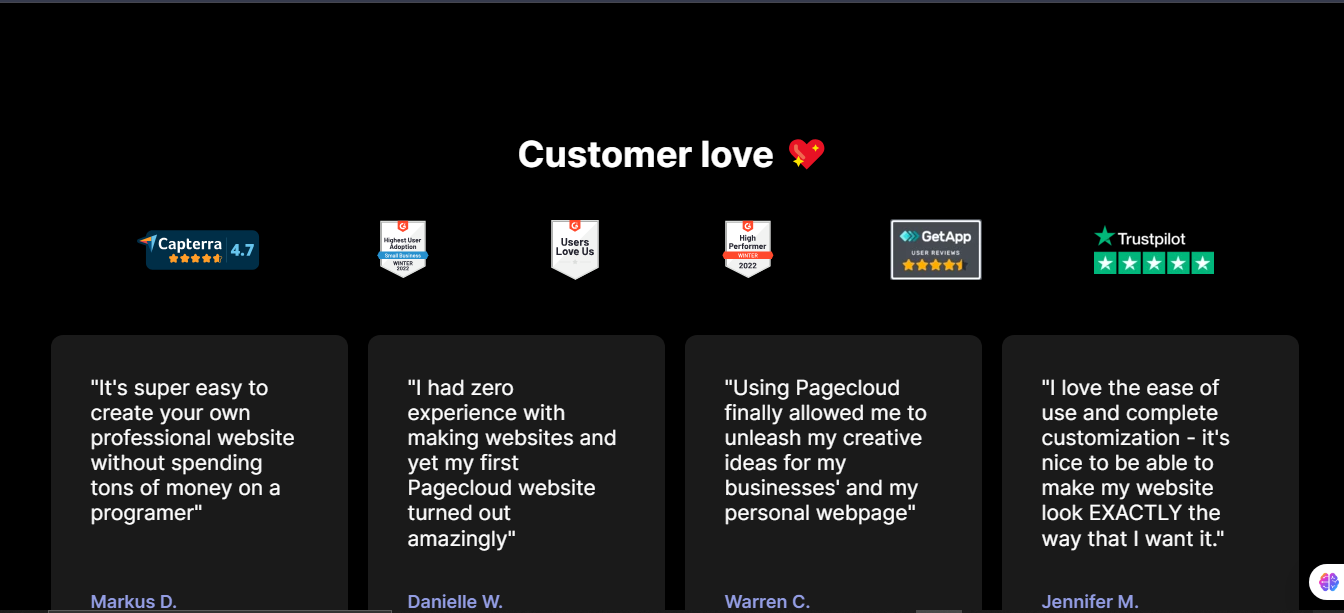 Customer love
Capterra 4.7
Highest User
Adoption
Small Business
WINTER
2022
Users
Love Us
High
Performer
WINTER
2022
GetApp
USER REVIEWS
Trustpilot
"It's super easy to
create your own
professional website
without spending
tons of money on a
programer"
Markus D.
"I had zero
experience with
making websites and
yet my first
Pagecloud website
turned out
amazingly"
Danielle W.
"Using Pagecloud
finally allowed me to
unleash my creative
ideas for my
businesses' and my
personal webpage"
Warren C.
"I love the ease of
use and complete
customization - it's
nice to be able to
make my website
look EXACTLY the
way that I want it."
Jennifer M.